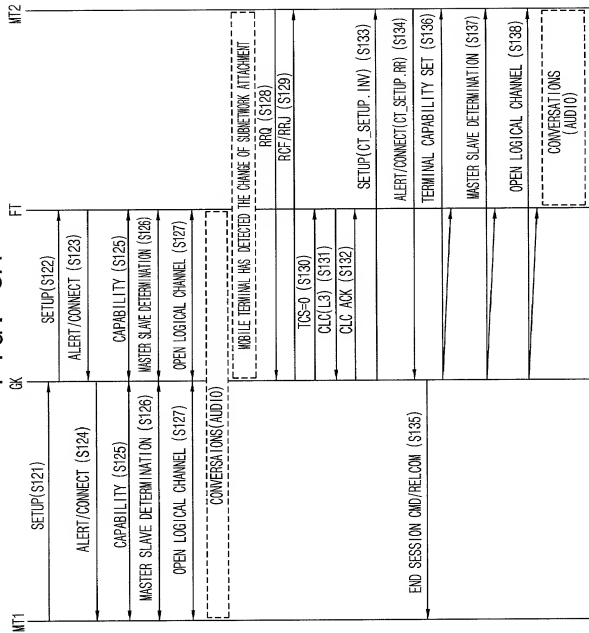 MT1
GK
FT
MT2
SETUP(S121)
SETUP(S122)
ALERT/CONNECT (S123)
ALERT/CONNECT (S124)
CAPABILITY (S125)
CAPABILITY (S125)
MASTER SLAVE DETERMINATION (S126)
MASTER SLAVE DETERMINATION (S126)
OPEN LOGICAL CHANNEL (S127)
OPEN LOGICAL CHANNEL (S127)
CONVERSAIONS(AUDIO)
MOBILE TERMINAL HAS DETECTED THE CHANGE OF SUBNETWORK ATTACHMENT
RRQ (S128)
RCF/RRJ (S129)
TCS=0 (S130)
CLC(L3) (S131)
CLC ACK (S132)
SETUP(CT_SETUP.INV) (S133)
ALERT/CONNECT(CT_SETUP.RR) (S134)
END SESSION CMD/RELCOM (S135)
TERMINAL CAPABILITY SET (S136)
MASTER SLAVE DETERMINATION (S137)
OPEN LOGICAL CHANNEL (S138)
CONVERSATIONS
(AUDIO)